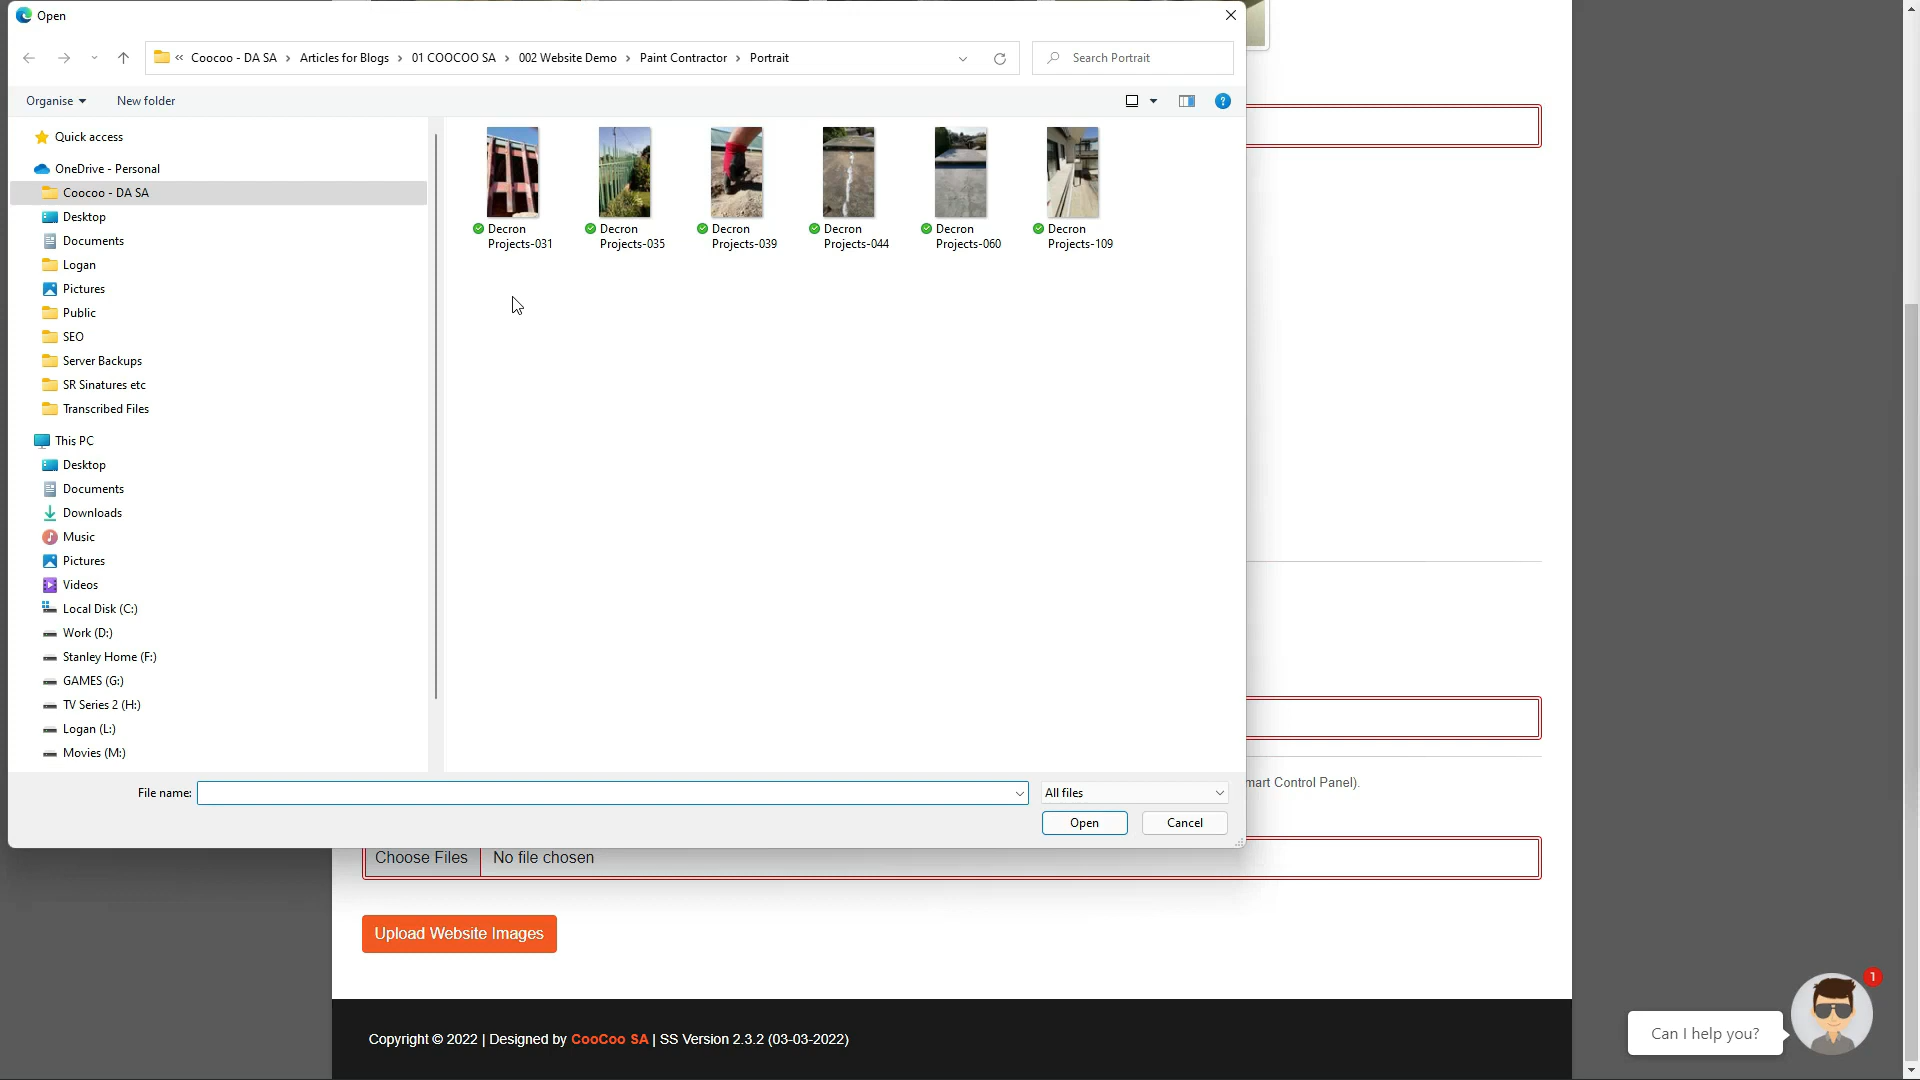 Open
« Coocoo - DA SA › Articles for Blogs › 01 COOCOO SA › 002 Website Demo › Paint Contractor › Portrait
Search Portrait
Organise
New folder
Quick access
OneDrive - Personal
Coocoo - DA SA
Desktop
Documents
Logan
Pictures
Public
SEO
Server Backups
SR Sinatures etc
Transcribed Files
This PC
Desktop
Documents
Downloads
Music
Pictures
Videos
Local Disk (C:)
Work (D:)
Stanley Home (F:)
GAMES (G:)
TV Series 2 (H:)
Logan (L:)
Movies (M:)
Decron
Projects-031
Decron
Projects-035
Decron
Projects-039
Decron
Projects-044
Decron
Projects-060
Decron
Projects-109
File name:
All files
Open
Cancel
mart Control Panel).
Choose Files
No file chosen
Upload Website Images
Copyright © 2022 | Designed by CooCoo SA | SS Version 2.3.2 (03-03-2022)
Can I help you?
1